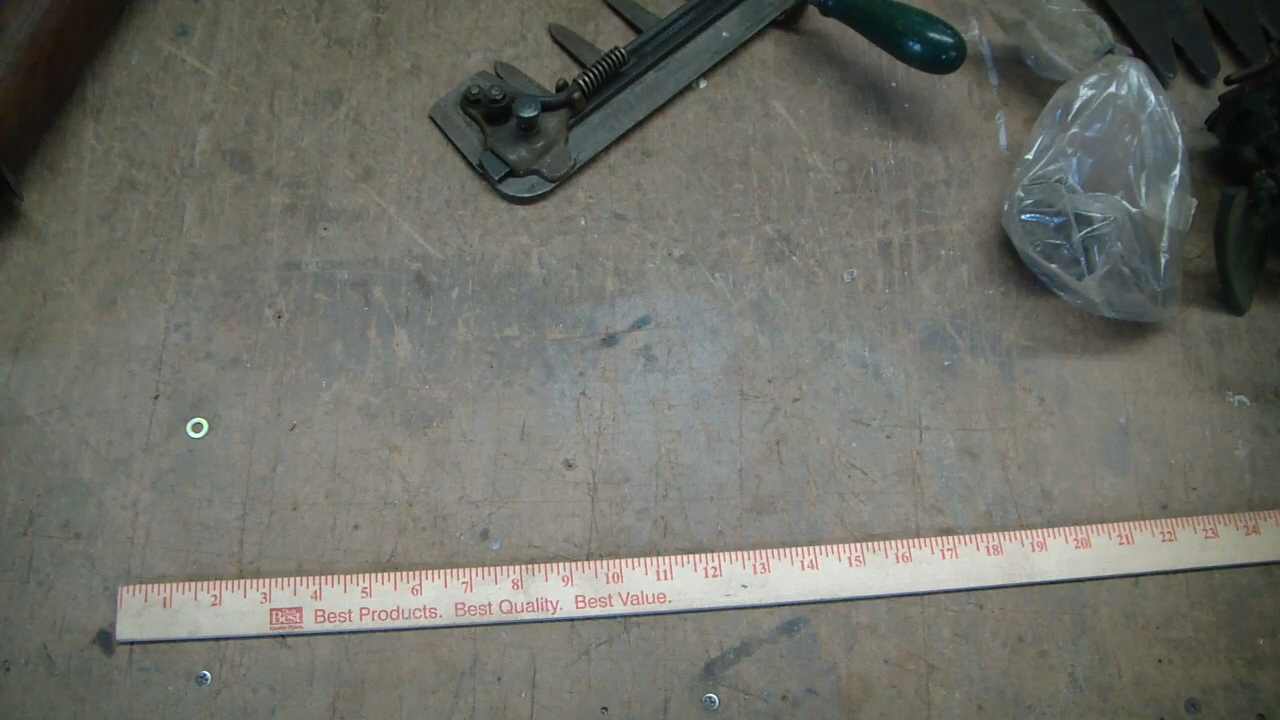 1 2 3 4 5 6 7 8 9 10 11 12 13 14 15 16 17 18 19 20 21 22 23 24
Best Best Products. Best Quality. Best Value.